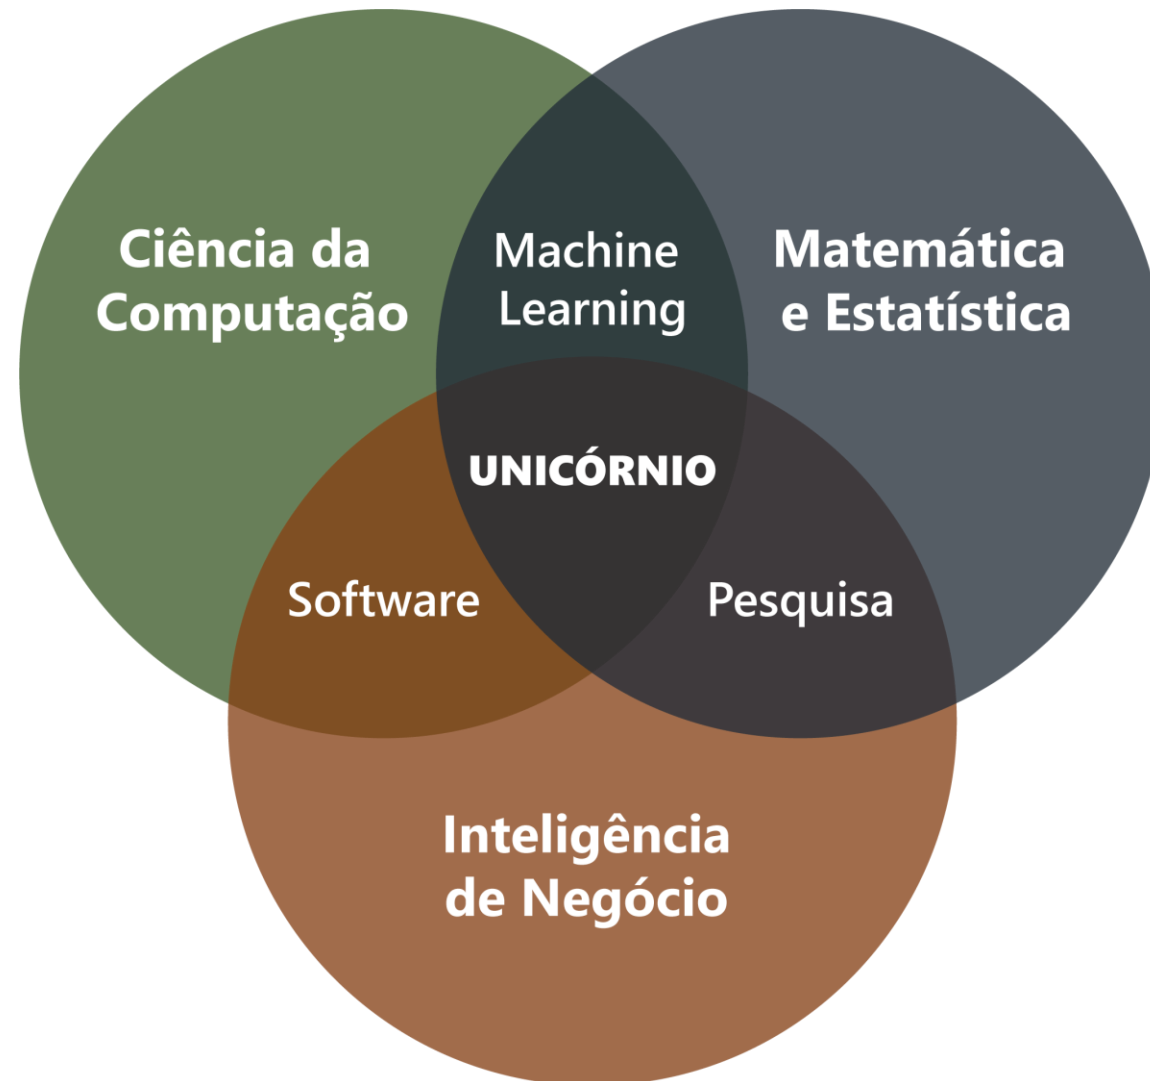 Ciência da
Computação
Machine
Learning
Matemática
e Estatística
UNICÓRNIO
Software
Pesquisa
Inteligência
de Negócio